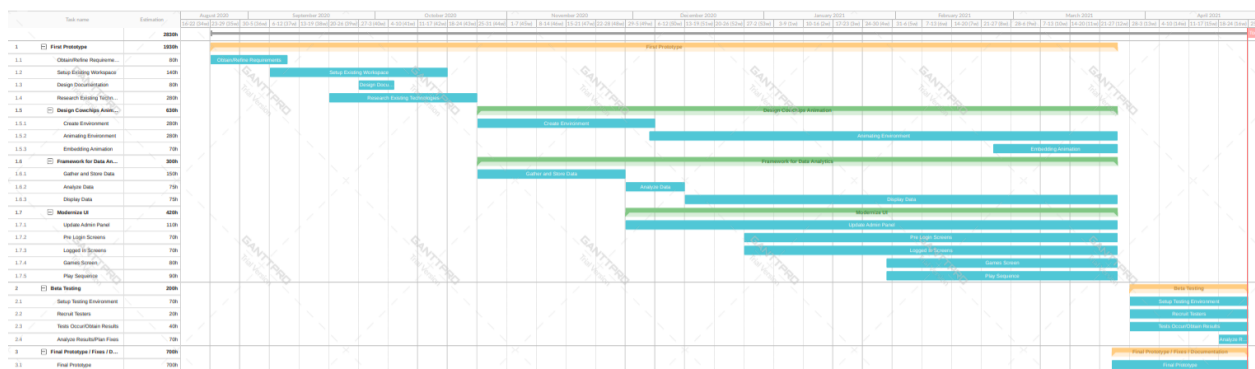 Task name Estimation August 2020 September 2020 October 2020 November 2020 December 2020 January 2021 February 2021 March 2021 April 2021
2830h
1 Final Prototype 1930h Final Prototype
1.1 Obtain/Refine Requireme... 90h Obtain/Refine Requirements
1.2 Setup Existing Workspace 140h Setup Existing Workspace
1.3 Design Documentation 80h Design Docu...
1.4 Research Existing Techn... 280h Research Existing Technologies
1.5 Design Cows/Ispo Anim...
1.5.1 Create Environment 280h Create Environment
1.5.2 Animating Environment 280h Animating Environment
1.5.3 Embedding Animation 70h Embedding Animation
1.6 Framework for Data An... 300h Framework for Data Analytics
1.6.1 Gather and Store Data 150h Gather and Store Data
1.6.2 Analyze Data 75h Analyze Data
1.6.3 Display Data 75h Display Data
1.7 Modernize UI 420h Modernize UI
1.7.1 Update Admin Panel 110h Update Admin Panel
1.7.2 Pre Login Screens 70h Pre Login Screens
1.7.3 Logged In Screens 70h Logged In Screens
1.7.4 Games Screen 80h Games Screen
1.7.5 Play Sequence 90h Play Sequence
2 Beta Testing 200h Beta Testing
2.1 Setup Testing Environment 70h Setup Testing Environment
2.2 Recruit Testers 20h Recruit Testers
2.3 Tests Occur/Obtain Results 40h Tests Occur/Obtain Results
Analyze Results/Plan Fixes 70h Analyze R...
3 Final Prototype / Fixes / D... 700h Final Prototype / Fixes / Documentation
3.1 Final Prototype 700h Final Prototype
GANTTPRO
Trial Version